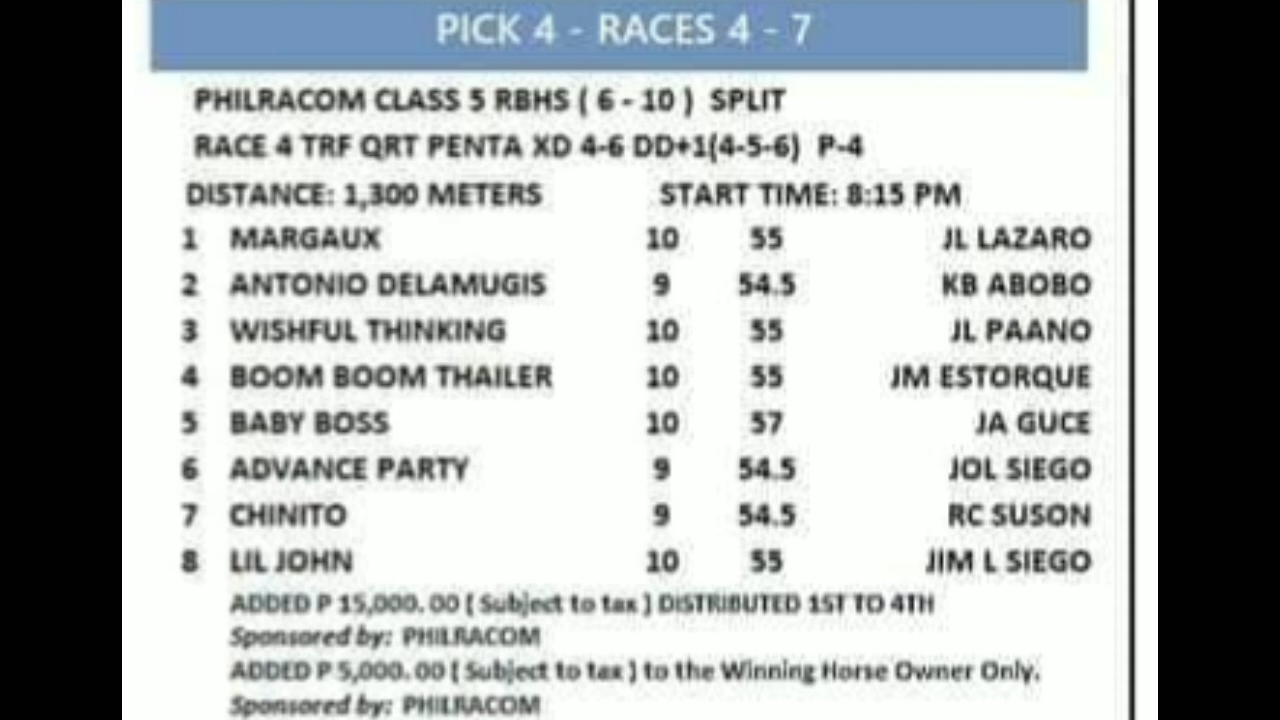 PICK 4 - RACES 4 - 7
PHILRACOM CLASS 5 RBHS ( 6 - 10 ) SPLIT
RACE 4 TRF QRT PENTA XD 4-6 DD+1(4-5-6) P-4
DISTANCE: 1,300 METERS START TIME: 8:15 PM
1 MARGAUX 10 55 JL LAZARO
2 ANTONIO DELAMUGIS 9 54.5 KB ABOBO
3 WISHFUL THINKING 10 55 JL PAANO
4 BOOM BOOM THAILER 10 55 JM ESTORQUE
5 BABY BOSS 10 57 JA GUCE
6 ADVANCE PARTY 9 54.5 JOL SIEGO
7 CHINITO 9 54.5 RC SUSON
8 LIL JOHN 10 55 JIM L SIEGO
ADDED P 15,000. 00 ( Subject to tax ) DISTRIBUTED 1ST TO 4TH
Sponsored by: PHILRACOM
ADDED P 5,000. 00 ( Subject to tax ) to the Winning Horse Owner Only.
Sponsored by: PHILRACOM